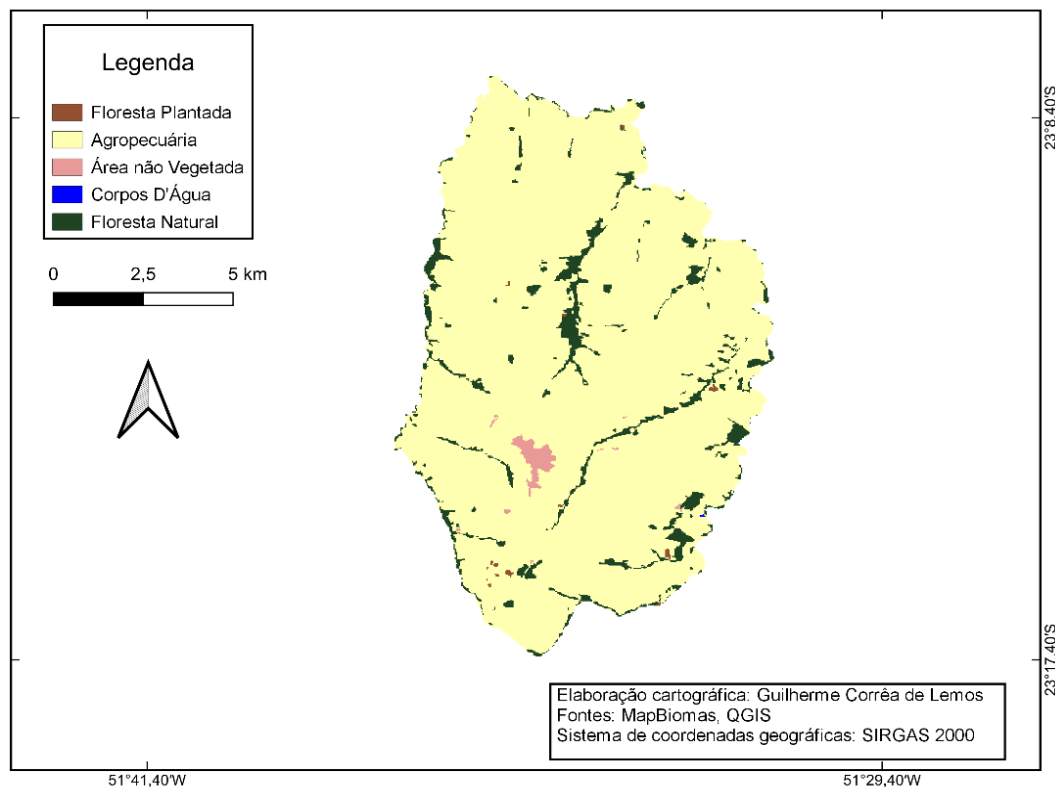 Legenda
Floresta Plantada
Agropecuária
Área não Vegetada
Corpos D'Água
Floresta Natural
0 2,5 5 km
23°8.40'S
23°17.40'S
Elaboração cartográfica: Guilherme Corrêa de Lemos
Fontes: MapBiomas, QGIS
Sistema de coordenadas geográficas: SIRGAS 2000
51°41,40'W
51°29,40'W